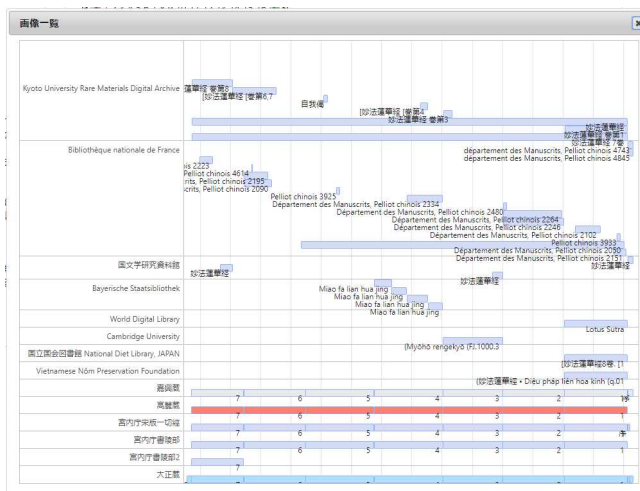 画像一覧
Kyoto University Rare Materials Digital Archive
蓮華経 巻第8
[妙法蓮華経 [巻第6,7
自我偈
[妙法蓮華経 [巻第4
妙法蓮華経 巻第3
妙法蓮華経
妙法蓮華経 巻第1
妙法蓮華経 7巻
Bibliothèque nationale de France
département des Manuscrits, Pelliot chinois 4743
département des Manuscrits, Pelliot chinois 4845
is 2223
Pelliot chinois 4614
rits, Pelliot chinois 2195
scrits, Pelliot chinois 2090
Pelliot chinois 3925
Département des Manuscrits, Pelliot chinois 2334
Département des Manuscrits, Pelliot chinois 2480
Département des Manuscrits, Pelliot chinois 2264
Département des Manuscrits, Pelliot chinois 2246
Département des Manuscrits, Pelliot chinois 2102
Pelliot chinois 3933
Département des Manuscrits, Pelliot chinois 2050
Département des Manuscrits, Pelliot chinois 2151
国文学研究資料館
妙法蓮華経
妙法蓮華経
妙法蓮華経
Bayerische Staatsbibliothek
Miao fa lian hua jing
Miao fa lian hua jing
Miao fa lian hua jing
Miao fa lian hua jing
World Digital Library
Lotus Sutra
Cambridge University
(Myōhō rengekyō (FJ.1000.3
国立国会図書館 National Diet Library, JAPAN
[妙法蓮華経8巻. [1
Vietnamese Nôm Preservation Foundation
(妙法蓮華經 • Diệu pháp liên hoa kinh (q.01
嘉興蔵
7 6 5 4 3 2 1序
高麗蔵
7 6 5 4 3 2 1
宮内庁宋版一切経
7 6 5 4 3 2 序
宮内庁書陵部
7 6 5 4 3 2 1
宮内庁書陵部2
7
大正蔵